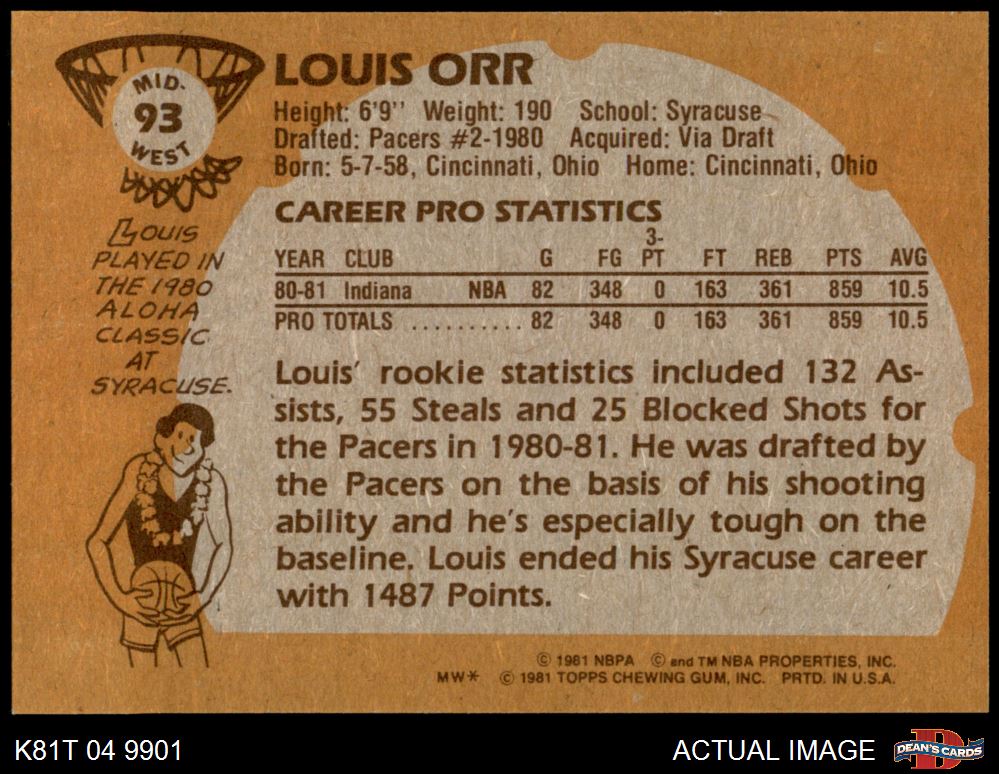 MID-
93
WEST
LOUIS ORR
Height: 6'9'' Weight: 190 School: Syracuse
Drafted: Pacers #2-1980 Acquired: Via Draft
Born: 5-7-58, Cincinnati, Ohio Home: Cincinnati, Ohio
CAREER PRO STATISTICS
YEAR CLUB G FG 3-PT FT REB PTS AVG
80-81 Indiana NBA 82 348 0 163 361 859 10.5
PRO TOTALS .......... 82 348 0 163 361 859 10.5
LOUIS
PLAYED IN
THE 1980
ALOHA
CLASSIC
AT
SYRACUSE.
Louis' rookie statistics included 132 As-
sists, 55 Steals and 25 Blocked Shots for
the Pacers in 1980-81. He was drafted by
the Pacers on the basis of his shooting
ability and he's especially tough on the
baseline. Louis ended his Syracuse career
with 1487 Points.
© 1981 NBPA © and TM NBA PROPERTIES, INC.
MW* © 1981 TOPPS CHEWING GUM, INC. PRTD. IN U.S.A.
K81T 04 9901
ACTUAL IMAGE
DEAN'S CARDS